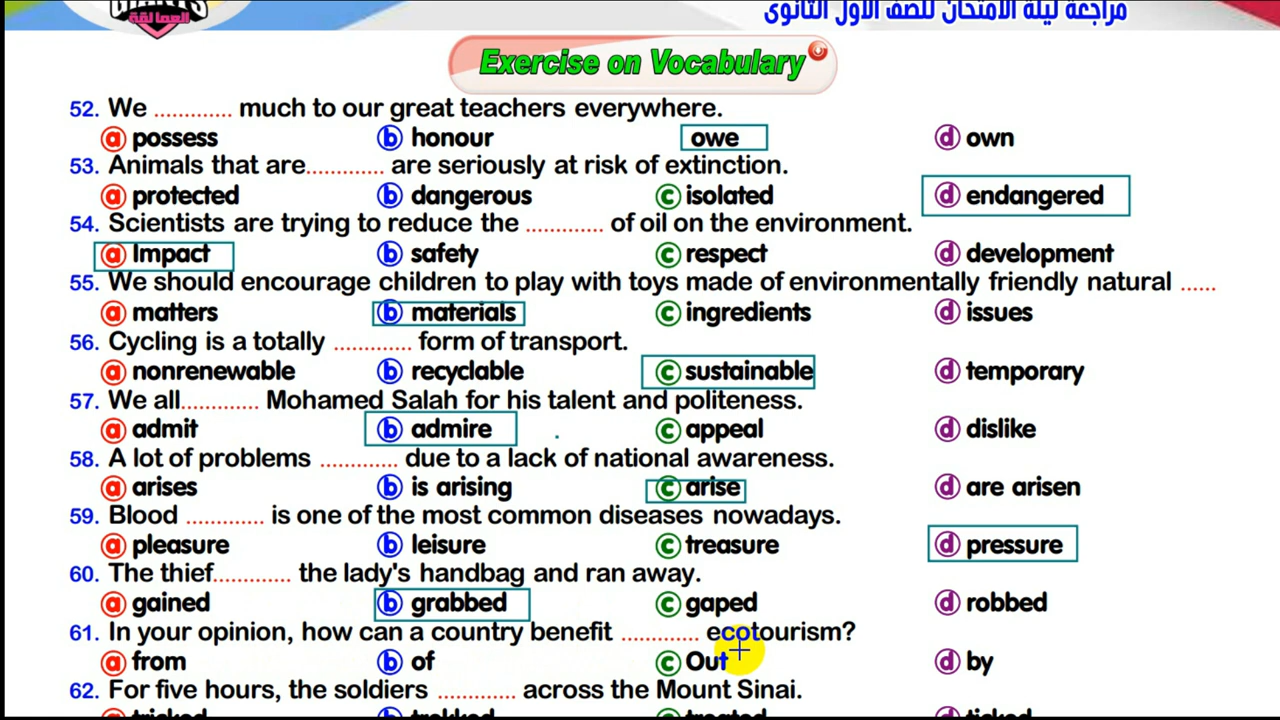 GIANTS
العمالقة
مراجعة ليلة الامتحان للصف الأول الثانوى
Exercise on Vocabulary
52. We ............. much to our great teachers everywhere.
a possess b honour owe d own
53. Animals that are............. are seriously at risk of extinction.
a protected b dangerous c isolated d endangered
54. Scientists are trying to reduce the ............. of oil on the environment.
a Impact b safety c respect d development
55. We should encourage children to play with toys made of environmentally friendly natural ......
a matters b materials c ingredients d issues
56. Cycling is a totally ............. form of transport.
a nonrenewable b recyclable c sustainable d temporary
57. We all............. Mohamed Salah for his talent and politeness.
a admit b admire c appeal d dislike
58. A lot of problems ............. due to a lack of national awareness.
a arises b is arising c arise d are arisen
59. Blood ............. is one of the most common diseases nowadays.
a pleasure b leisure c treasure d pressure
60. The thief............. the lady's handbag and ran away.
a gained b grabbed c gaped d robbed
61. In your opinion, how can a country benefit ............. ecotourism?
a from b of c Out d by
62. For five hours, the soldiers ............. across the Mount Sinai.
a tricked b trekked c treated d ticked